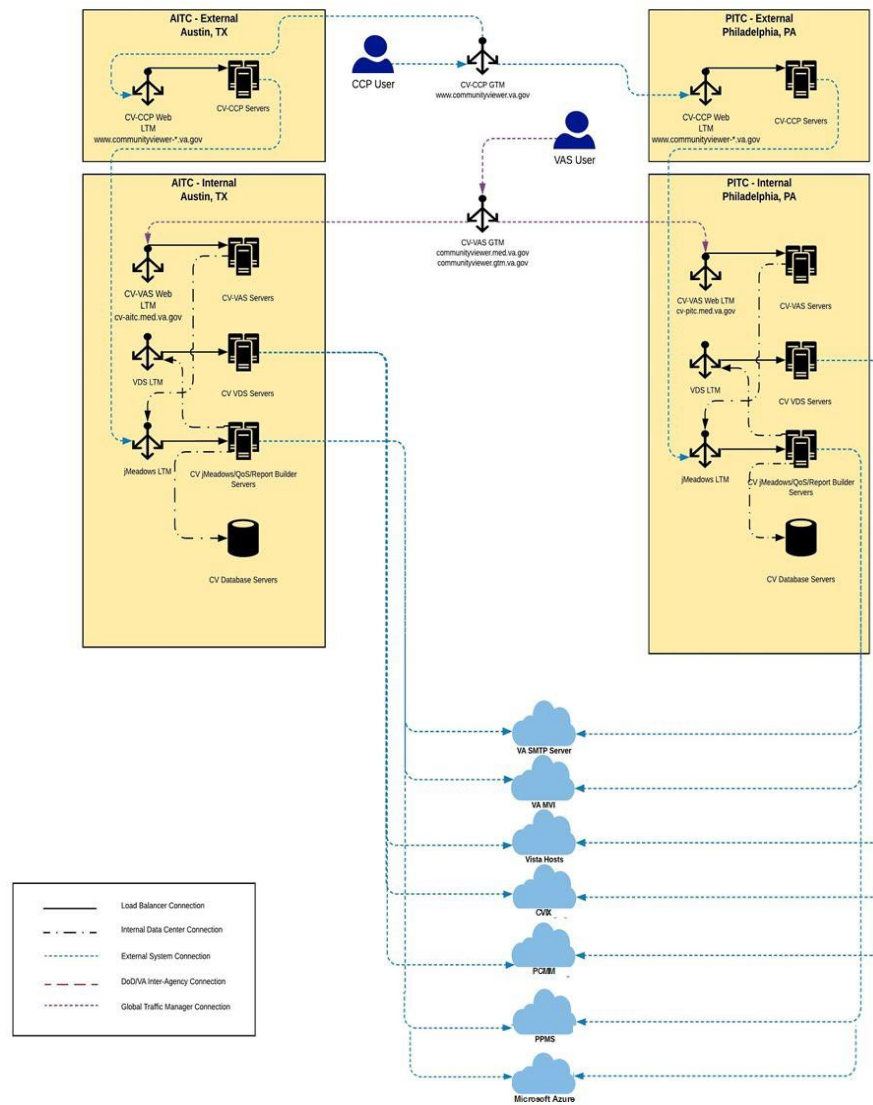 AITC - External
Austin, TX
CV-CCP Web
LTM
www.communityviewer-*.va.gov
CV-CCP Servers
CCP User
CV-CCP GTM
www.communityviewer.va.gov
VAS User
PITC - External
Philadelphia, PA
CV-CCP Web
LTM
www.communityviewer-*.va.gov
CV-CCP Servers
AITC - Internal
Austin, TX
CV-VAS Web
LTM
cv-aitc.med.va.gov
CV-VAS Servers
VDS LTM
CV VDS Servers
jMeadows LTM
CV jMeadows/QoS/Report Builder
Servers
CV Database Servers
CV-VAS GTM
communityviewer.med.va.gov
communityviewer.gtm.va.gov
PITC - Internal
Philadelphia, PA
CV-VAS Web LTM
cv-pitc.med.va.gov
CV-VAS Servers
VDS LTM
CV VDS Servers
jMeadows LTM
CV jMeadows/QoS/Report Builder
Servers
CV Database Servers
VA SMTP Server
VA MVI
Vista Hosts
CVIX
PCMM
PPMS
Microsoft Azure
Load Balancer Connection
Internal Data Center Connection
External System Connection
DoD/VA Inter-Agency Connection
Global Traffic Manager Connection